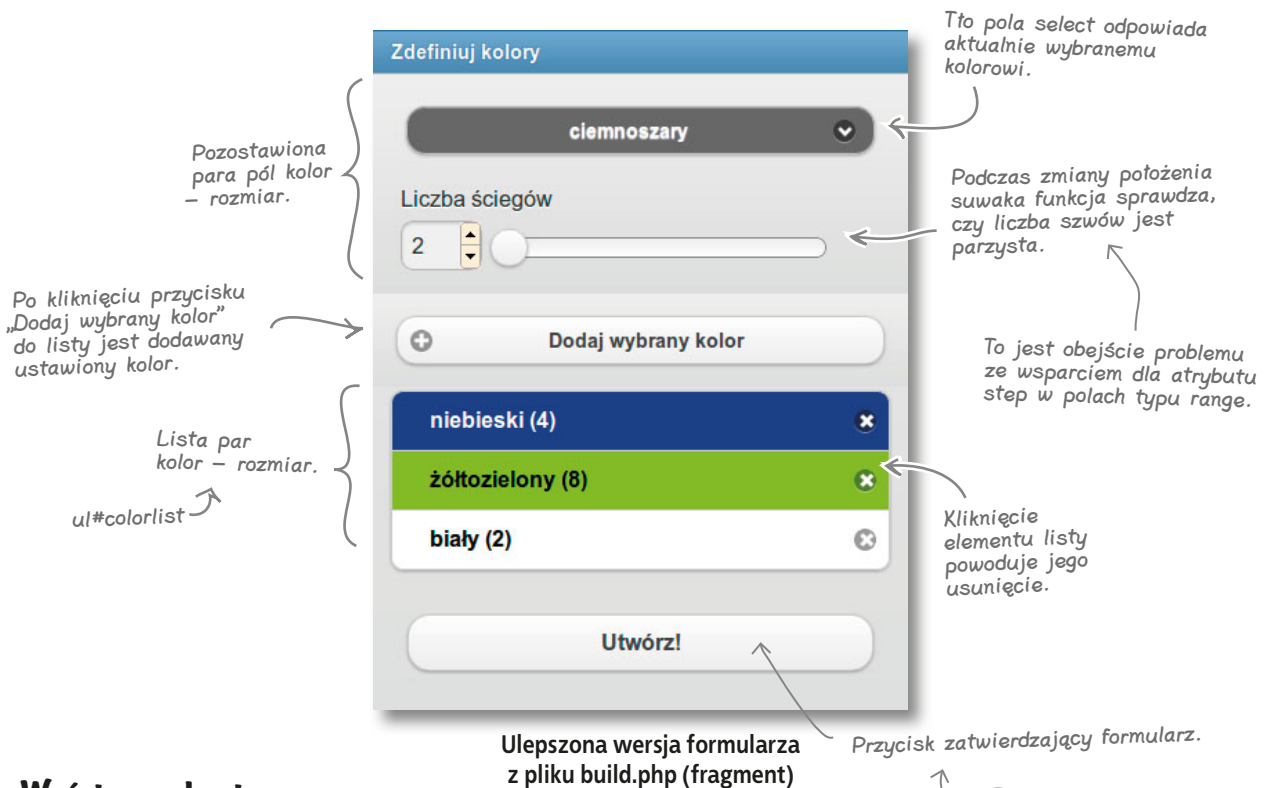 Tło pola select odpowiada
aktualnie wybranemu
kolorowi.
Zdefiniuj kolory
ciemnoszary
Pozostawiona
para pól kolor
– rozmiar.
Liczba ściegów
2
Podczas zmiany położenia
suwaka funkcja sprawdza,
czy liczba szwów jest
parzysta.
Po kliknięciu przycisku
„Dodaj wybrany kolor”
do listy jest dodawany
ustawiony kolor.
Dodaj wybrany kolor
To jest obejście problemu
ze wsparciem dla atrybutu
step w polach typu range.
Lista par
kolor – rozmiar.
ul#colorlist
niebieski (4)
żółtozielony (8)
biały (2)
Kliknięcie
elementu listy
powoduje jego
usunięcie.
Utwórz!
Ulepszona wersja formularza
z pliku build.php (fragment)
Przycisk zatwierdzający formularz.